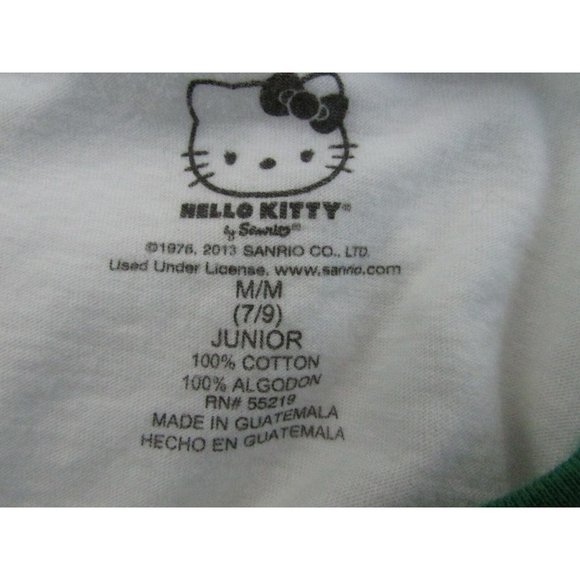 HELLO KITTY®
by Sanrio®
©1976, 2013 SANRIO CO., LTD.
Used Under License. www.sanrio.com
M/M
(7/9)
JUNIOR
100% COTTON
100% ALGODON
RN# 55219
MADE IN GUATEMALA
HECHO EN GUATEMALA